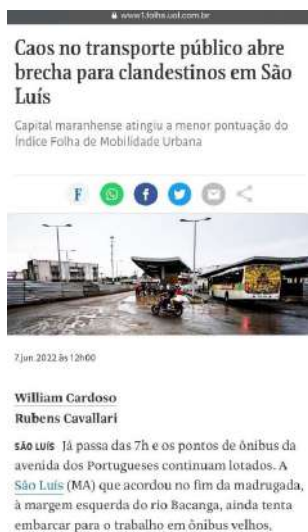 www1.folha.uol.com.br
Caos no transporte público abre
brecha para clandestinos em São
Luís
Capital maranhense atingiu a menor pontuação do
Índice Folha de Mobilidade Urbana
F
7.jun.2022 às 12h00
William Cardoso
Rubens Cavallari
SÃO LUÍS Já passa das 7h e os pontos de ônibus da
avenida dos Portugueses continuam lotados. A
São Luís (MA) que acordou no fim da madrugada,
à margem esquerda do rio Bacanga, ainda tenta
embarcar para o trabalho em ônibus velhos,